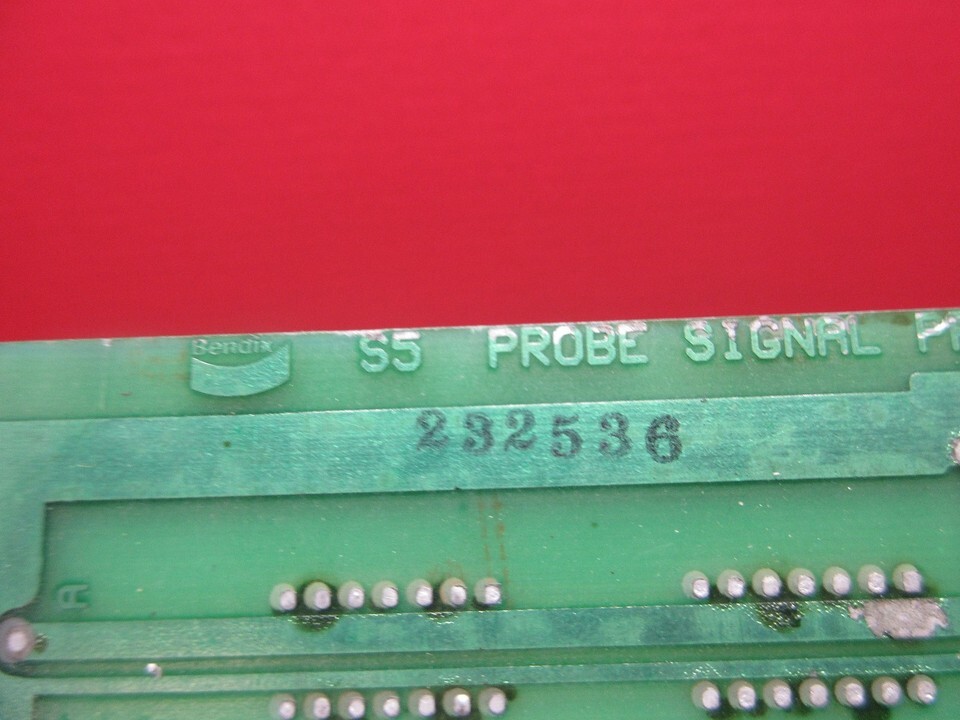 Bendix S5 PROBE SIGNAL
232536
A